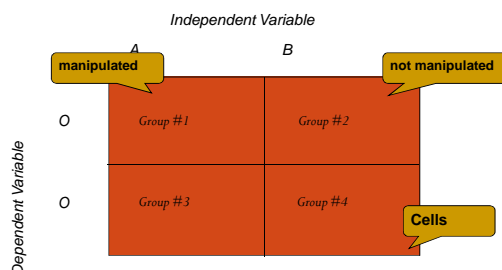 Independent Variable
A
B
manipulated
not manipulated
O
Group #1
Group #2
Dependent Variable
O
Group #3
Group #4
Cells